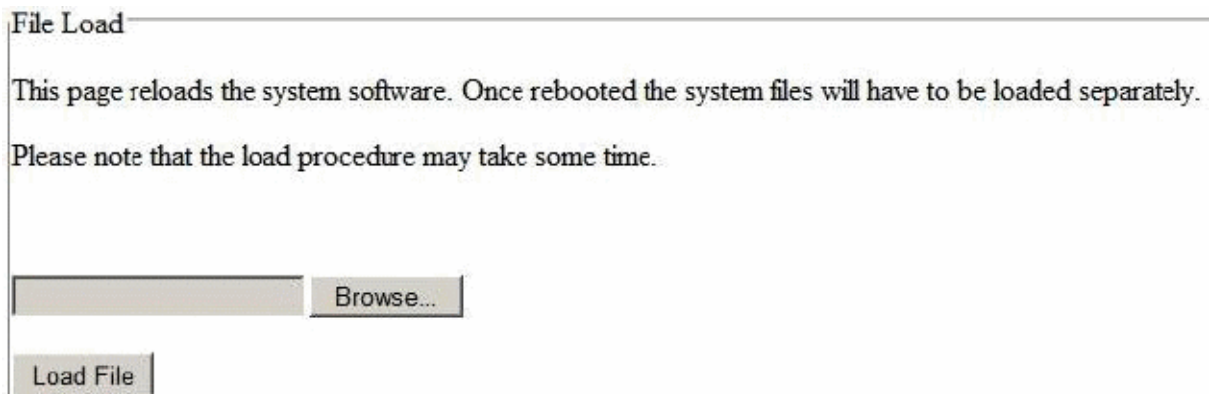 File Load
This page reloads the system software. Once rebooted the system files will have to be loaded separately.
Please note that the load procedure may take some time.
Browse...
Load File